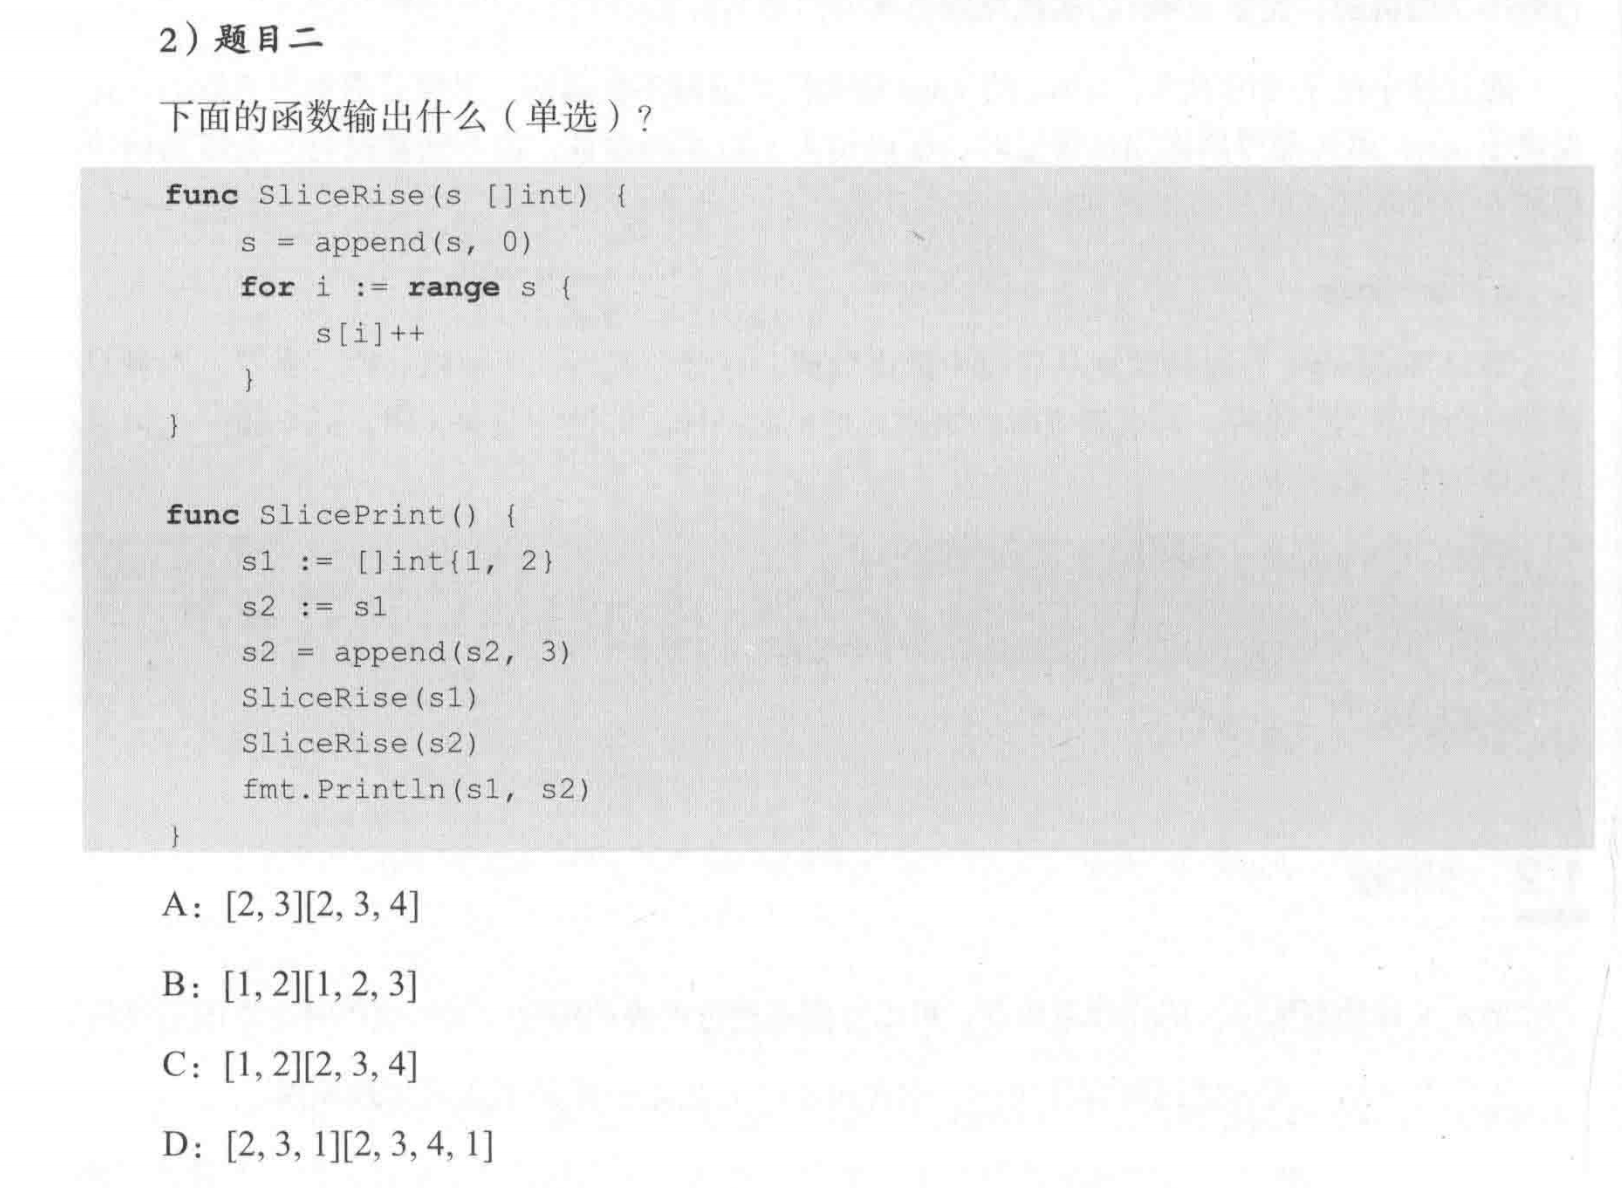 2）题目二
下面的函数输出什么（单选）?
func SliceRise(s []int) {
    s = append(s, 0)
    for i := range s {
        s[i]++
    }
}
func SlicePrint() {
    s1 := []int{1, 2}
    s2 := s1
    s2 = append(s2, 3)
    SliceRise(s1)
    SliceRise(s2)
    fmt.Println(s1, s2)
}
A：[2, 3][2, 3, 4]
B：[1, 2][1, 2, 3]
C：[1, 2][2, 3, 4]
D：[2, 3, 1][2, 3, 4, 1]